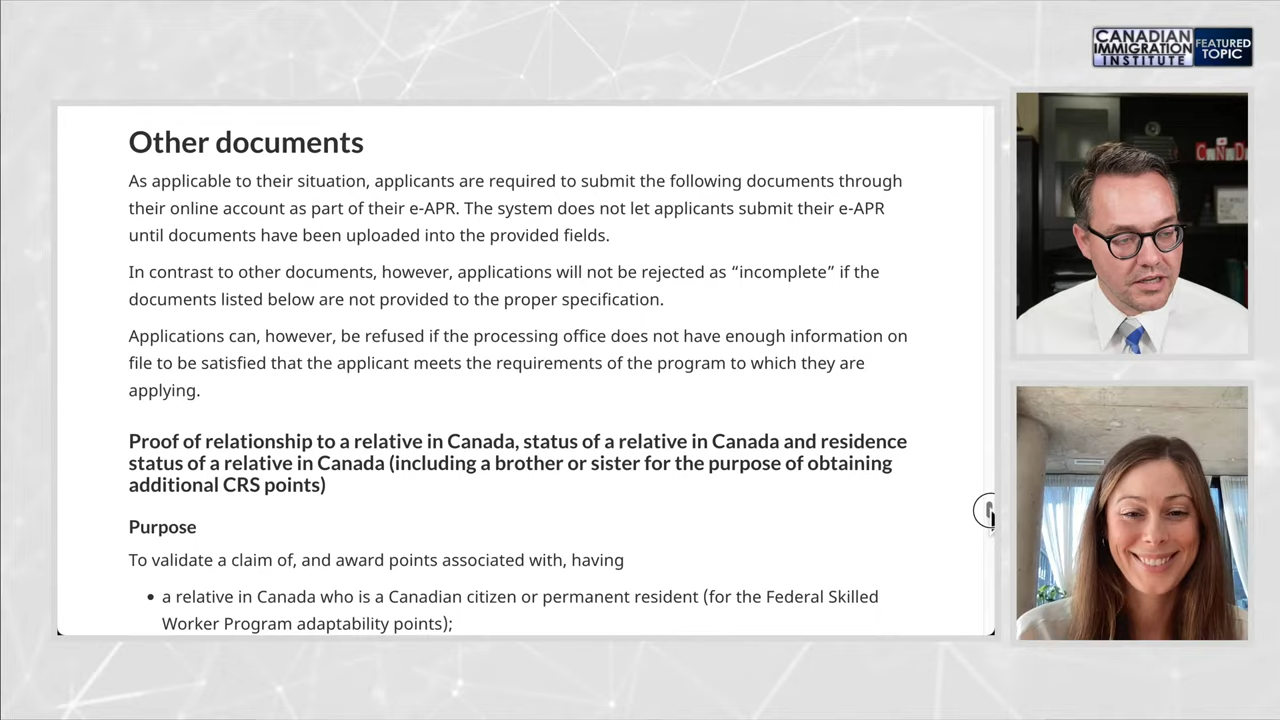 CANADIAN
IMMIGRATION
INSTITUTE
FEATURED
TOPIC
Other documents
As applicable to their situation, applicants are required to submit the following documents through
their online account as part of their e-APR. The system does not let applicants submit their e-APR
until documents have been uploaded into the provided fields.
In contrast to other documents, however, applications will not be rejected as “incomplete” if the
documents listed below are not provided to the proper specification.
Applications can, however, be refused if the processing office does not have enough information on
file to be satisfied that the applicant meets the requirements of the program to which they are
applying.
Proof of relationship to a relative in Canada, status of a relative in Canada and residence
status of a relative in Canada (including a brother or sister for the purpose of obtaining
additional CRS points)
Purpose
To validate a claim of, and award points associated with, having
• a relative in Canada who is a Canadian citizen or permanent resident (for the Federal Skilled
Worker Program adaptability points);